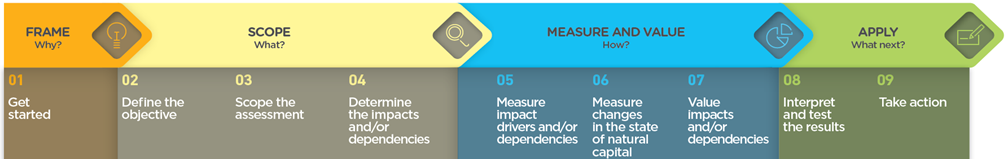 FRAME
Why?
SCOPE
What?
MEASURE AND VALUE
How?
APPLY
What next?
01
Get
started
02
Define the
objective
03
Scope the
assessment
04
Determine
the impacts
and/or
dependencies
05
Measure
impact
drivers and/or
dependencies
06
Measure
changes
in the state
of natural
capital
07
Value
impacts
and/or
dependencies
08
Interpret
and test
the results
09
Take action